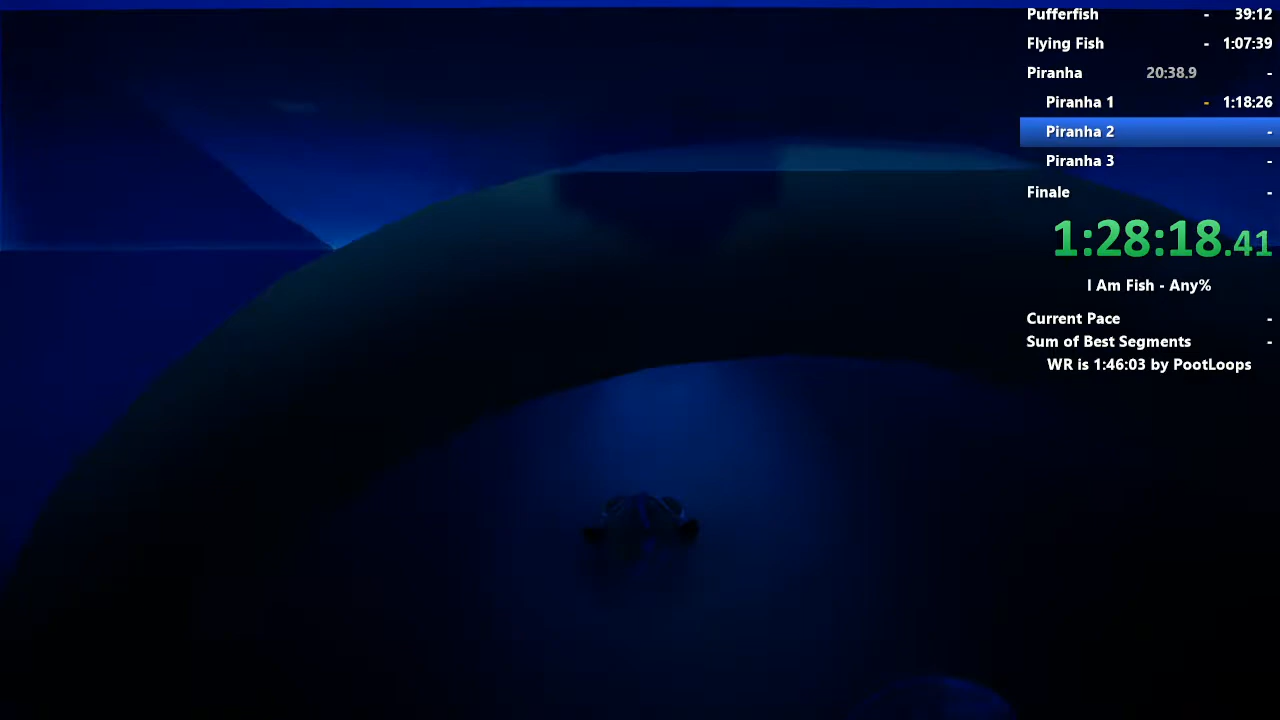 Pufferfish - 39:12
Flying Fish - 1:07:39
Piranha 20:38.9 -
Piranha 1 - 1:18:26
Piranha 2 -
Piranha 3 -
Finale -
1:28:18.41
I Am Fish - Any%
Current Pace -
Sum of Best Segments -
WR is 1:46:03 by PootLoops